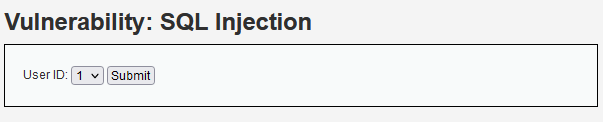 Vulnerability: SQL Injection
User ID: 1 Submit